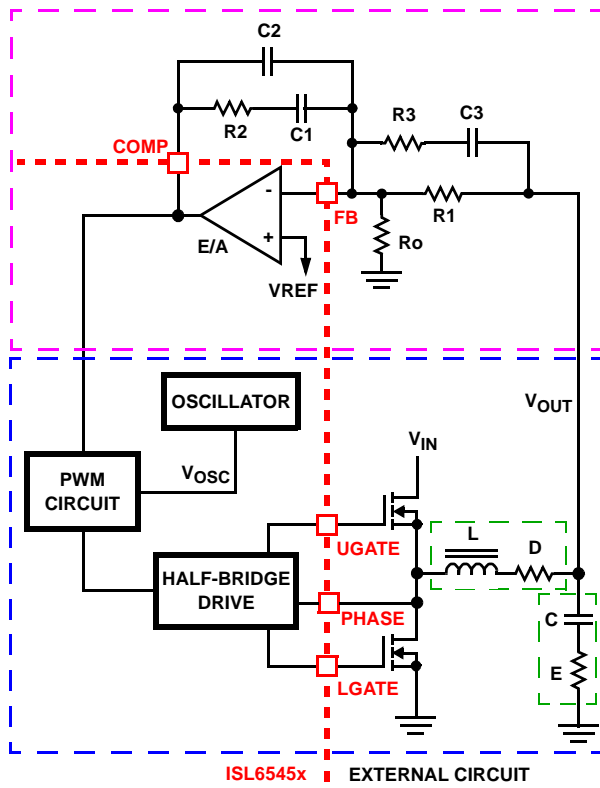 C2
R2
C1
R3
C3
COMP
-
FB
R1
E/A
+
Ro
VREF
OSCILLATOR
VOUT
VIN
PWM
CIRCUIT
VOSC
UGATE
L
D
HALF-BRIDGE
DRIVE
PHASE
C
E
LGATE
ISL6545x
EXTERNAL CIRCUIT